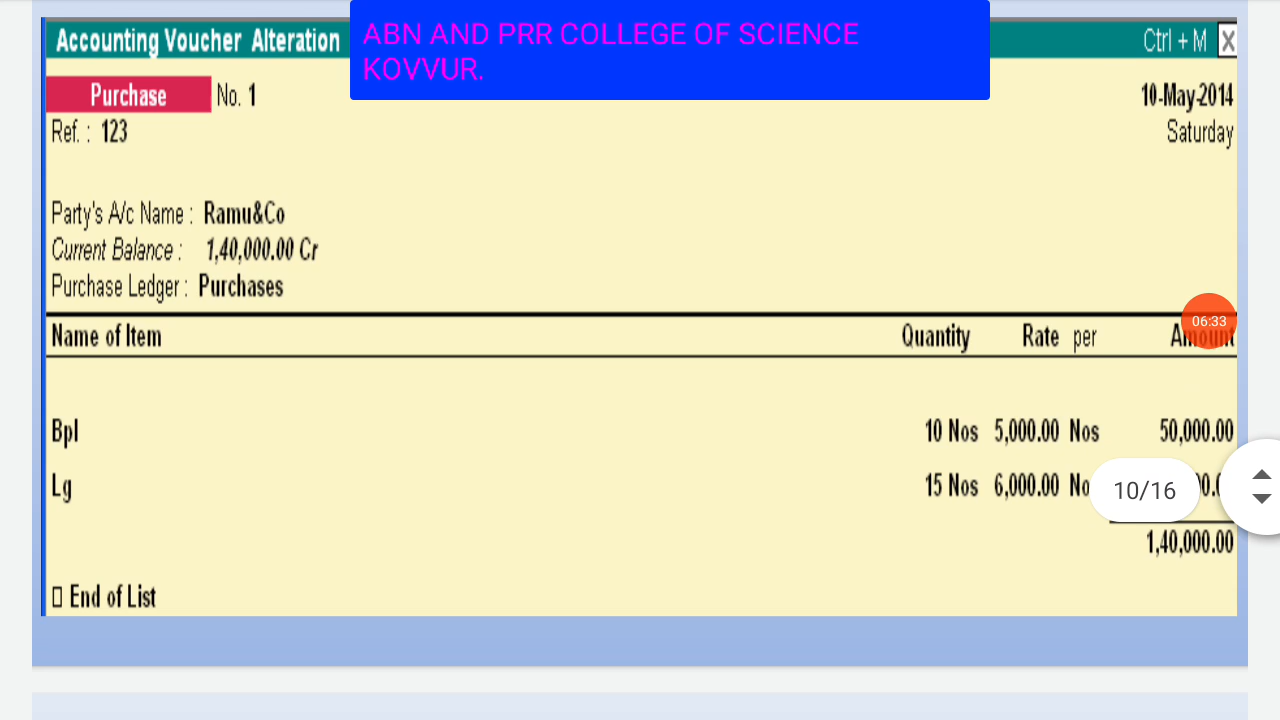 Accounting Voucher Alteration
ABN AND PRR COLLEGE OF SCIENCE
KOVVUR.
Ctrl + M X
Purchase No. 1 10-May-2014
Ref. : 123 Saturday
Party's A/c Name : Ramu&Co
Current Balance : 1,40,000.00 Cr
Purchase Ledger : Purchases
06:33
Name of Item Quantity Rate per Amount
Bpl 10 Nos 5,000.00 Nos 50,000.00
Lg 15 Nos 6,000.00
10/16
1,40,000.00
End of List